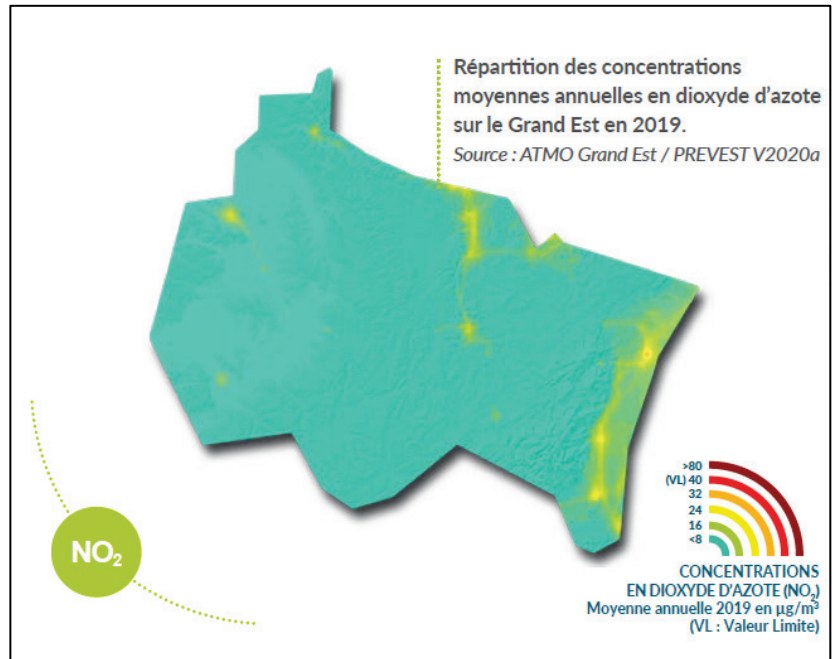 Répartition des concentrations
moyennes annuelles en dioxyde d'azote
sur le Grand Est en 2019.
Source : ATMO Grand Est / PREVEST V2020a
NO₂
>80
(VL) 40
32
24
16
<8
CONCENTRATIONS
EN DIOXYDE D'AZOTE (NO₂)
Moyenne annuelle 2019 en µg/m³
(VL : Valeur Limite)